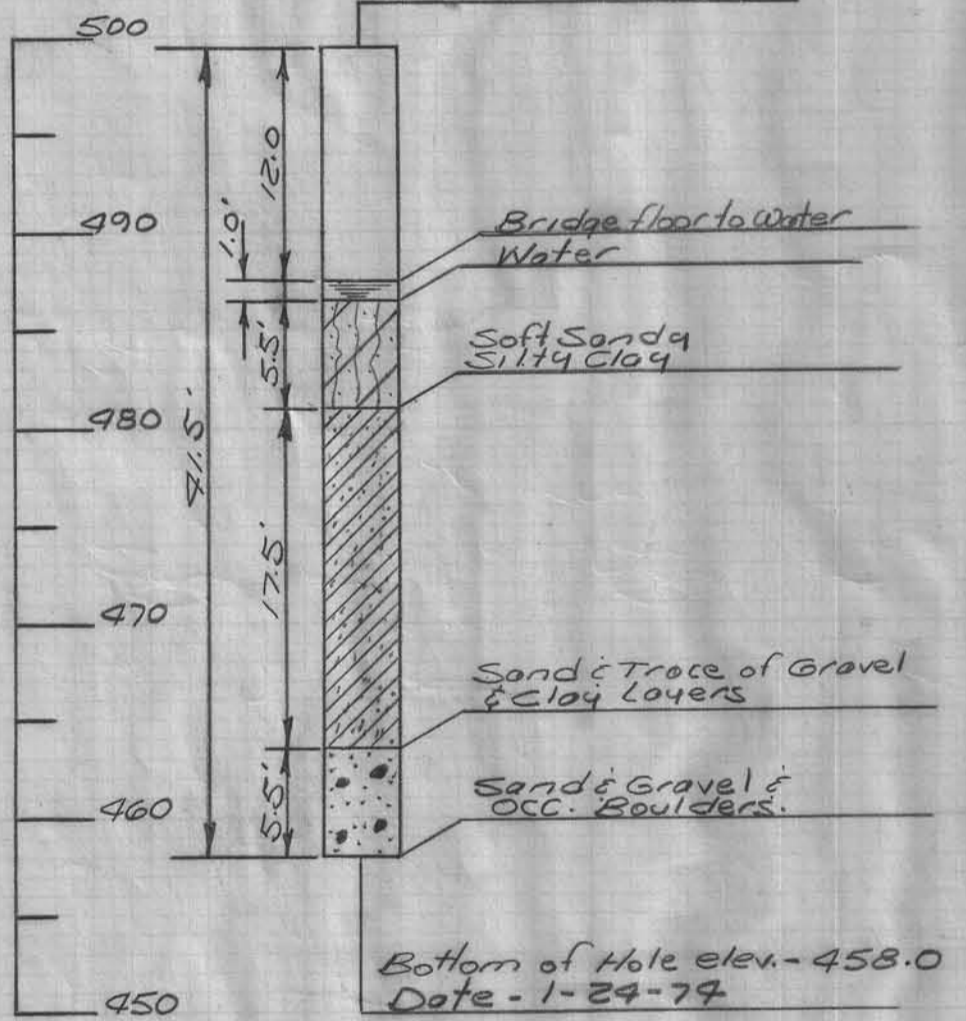 500
12.0
490
1.0'
Bridge floor to Water
Water
5.5'
Soft Sandy
Silty Clay
480
41.5'
17.5'
470
Sand & Trace of Gravel
& Clay Layers
Sand & Gravel &
OCC. Boulders.
5.5'
460
Bottom of Hole elev. - 458.0
Date - 1-24-74
450